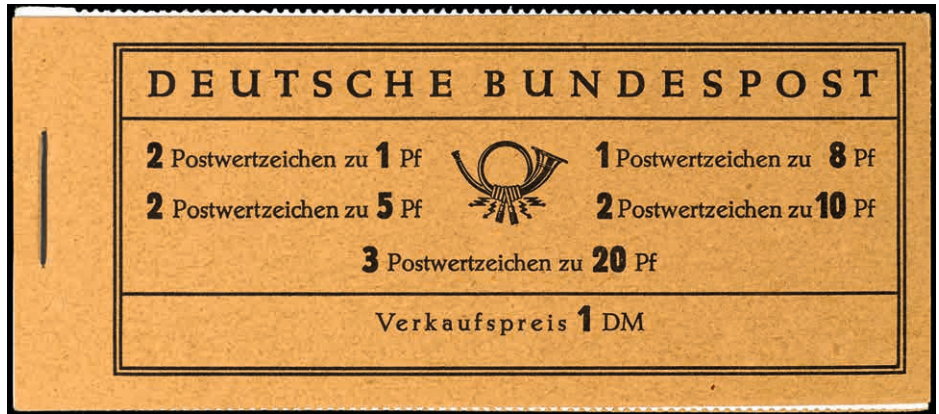 DEUTSCHE BUNDESPOST
2 Postwertzeichen zu 1 Pf 1 Postwertzeichen zu 8 Pf
2 Postwertzeichen zu 5 Pf 2 Postwertzeichen zu 10 Pf
3 Postwertzeichen zu 20 Pf
Verkaufspreis 1 DM